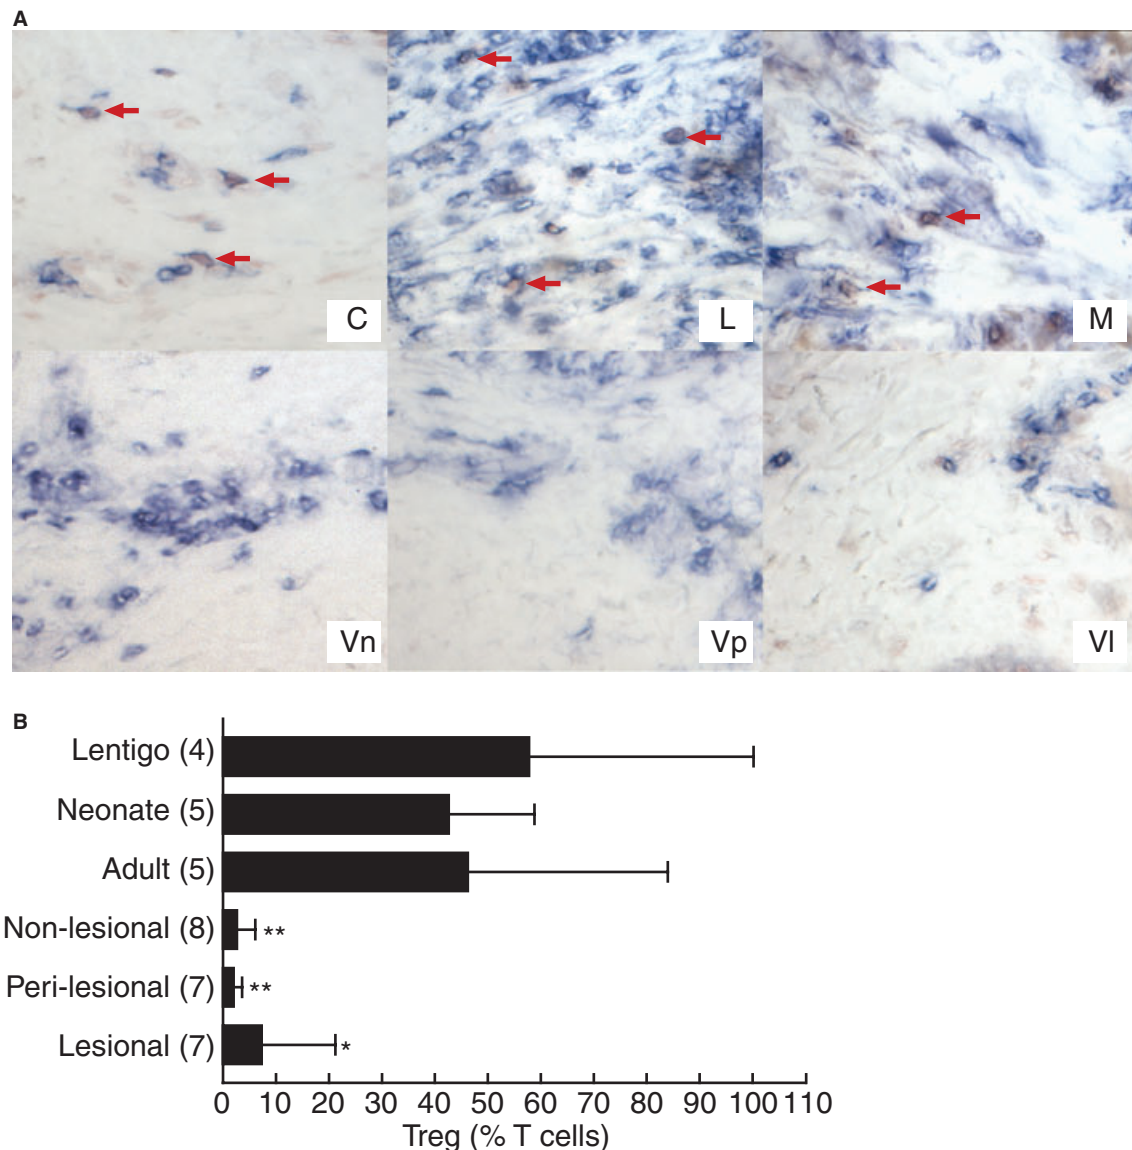 A
C
L
M
Vn
Vp
Vl
B
Lentigo (4)
Neonate (5)
Adult (5)
Non-lesional (8)
**
Peri-lesional (7)
**
Lesional (7)
*
0 10 20 30 40 50 60 70 80 90 100 110
Treg (% T cells)